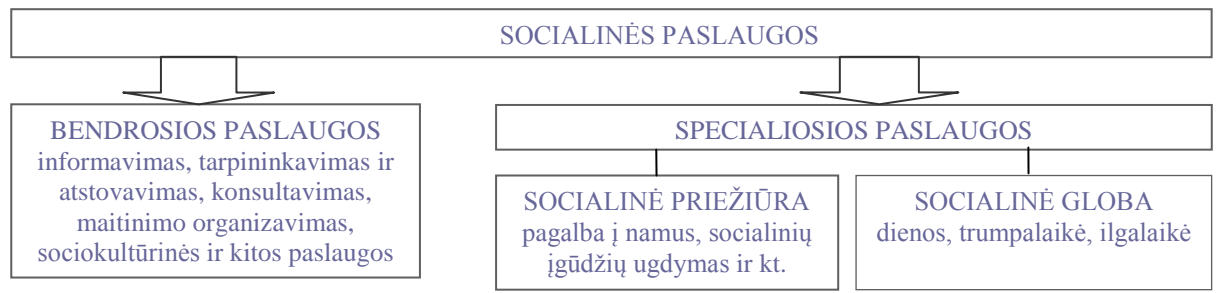 SOCIALINĖS PASLAUGOS
BENDROSIOS PASLAUGOS
informavimas, tarpininkavimas ir
atstovavimas, konsultavimas,
maitinimo organizavimas,
sociokultūrinės ir kitos paslaugos
SPECIALIOSIOS PASLAUGOS
SOCIALINĖ PRIEŽIŪRA
pagalba į namus, socialinių
įgūdžių ugdymas ir kt.
SOCIALINĖ GLOBA
dienos, trumpalaikė, ilgalaikė